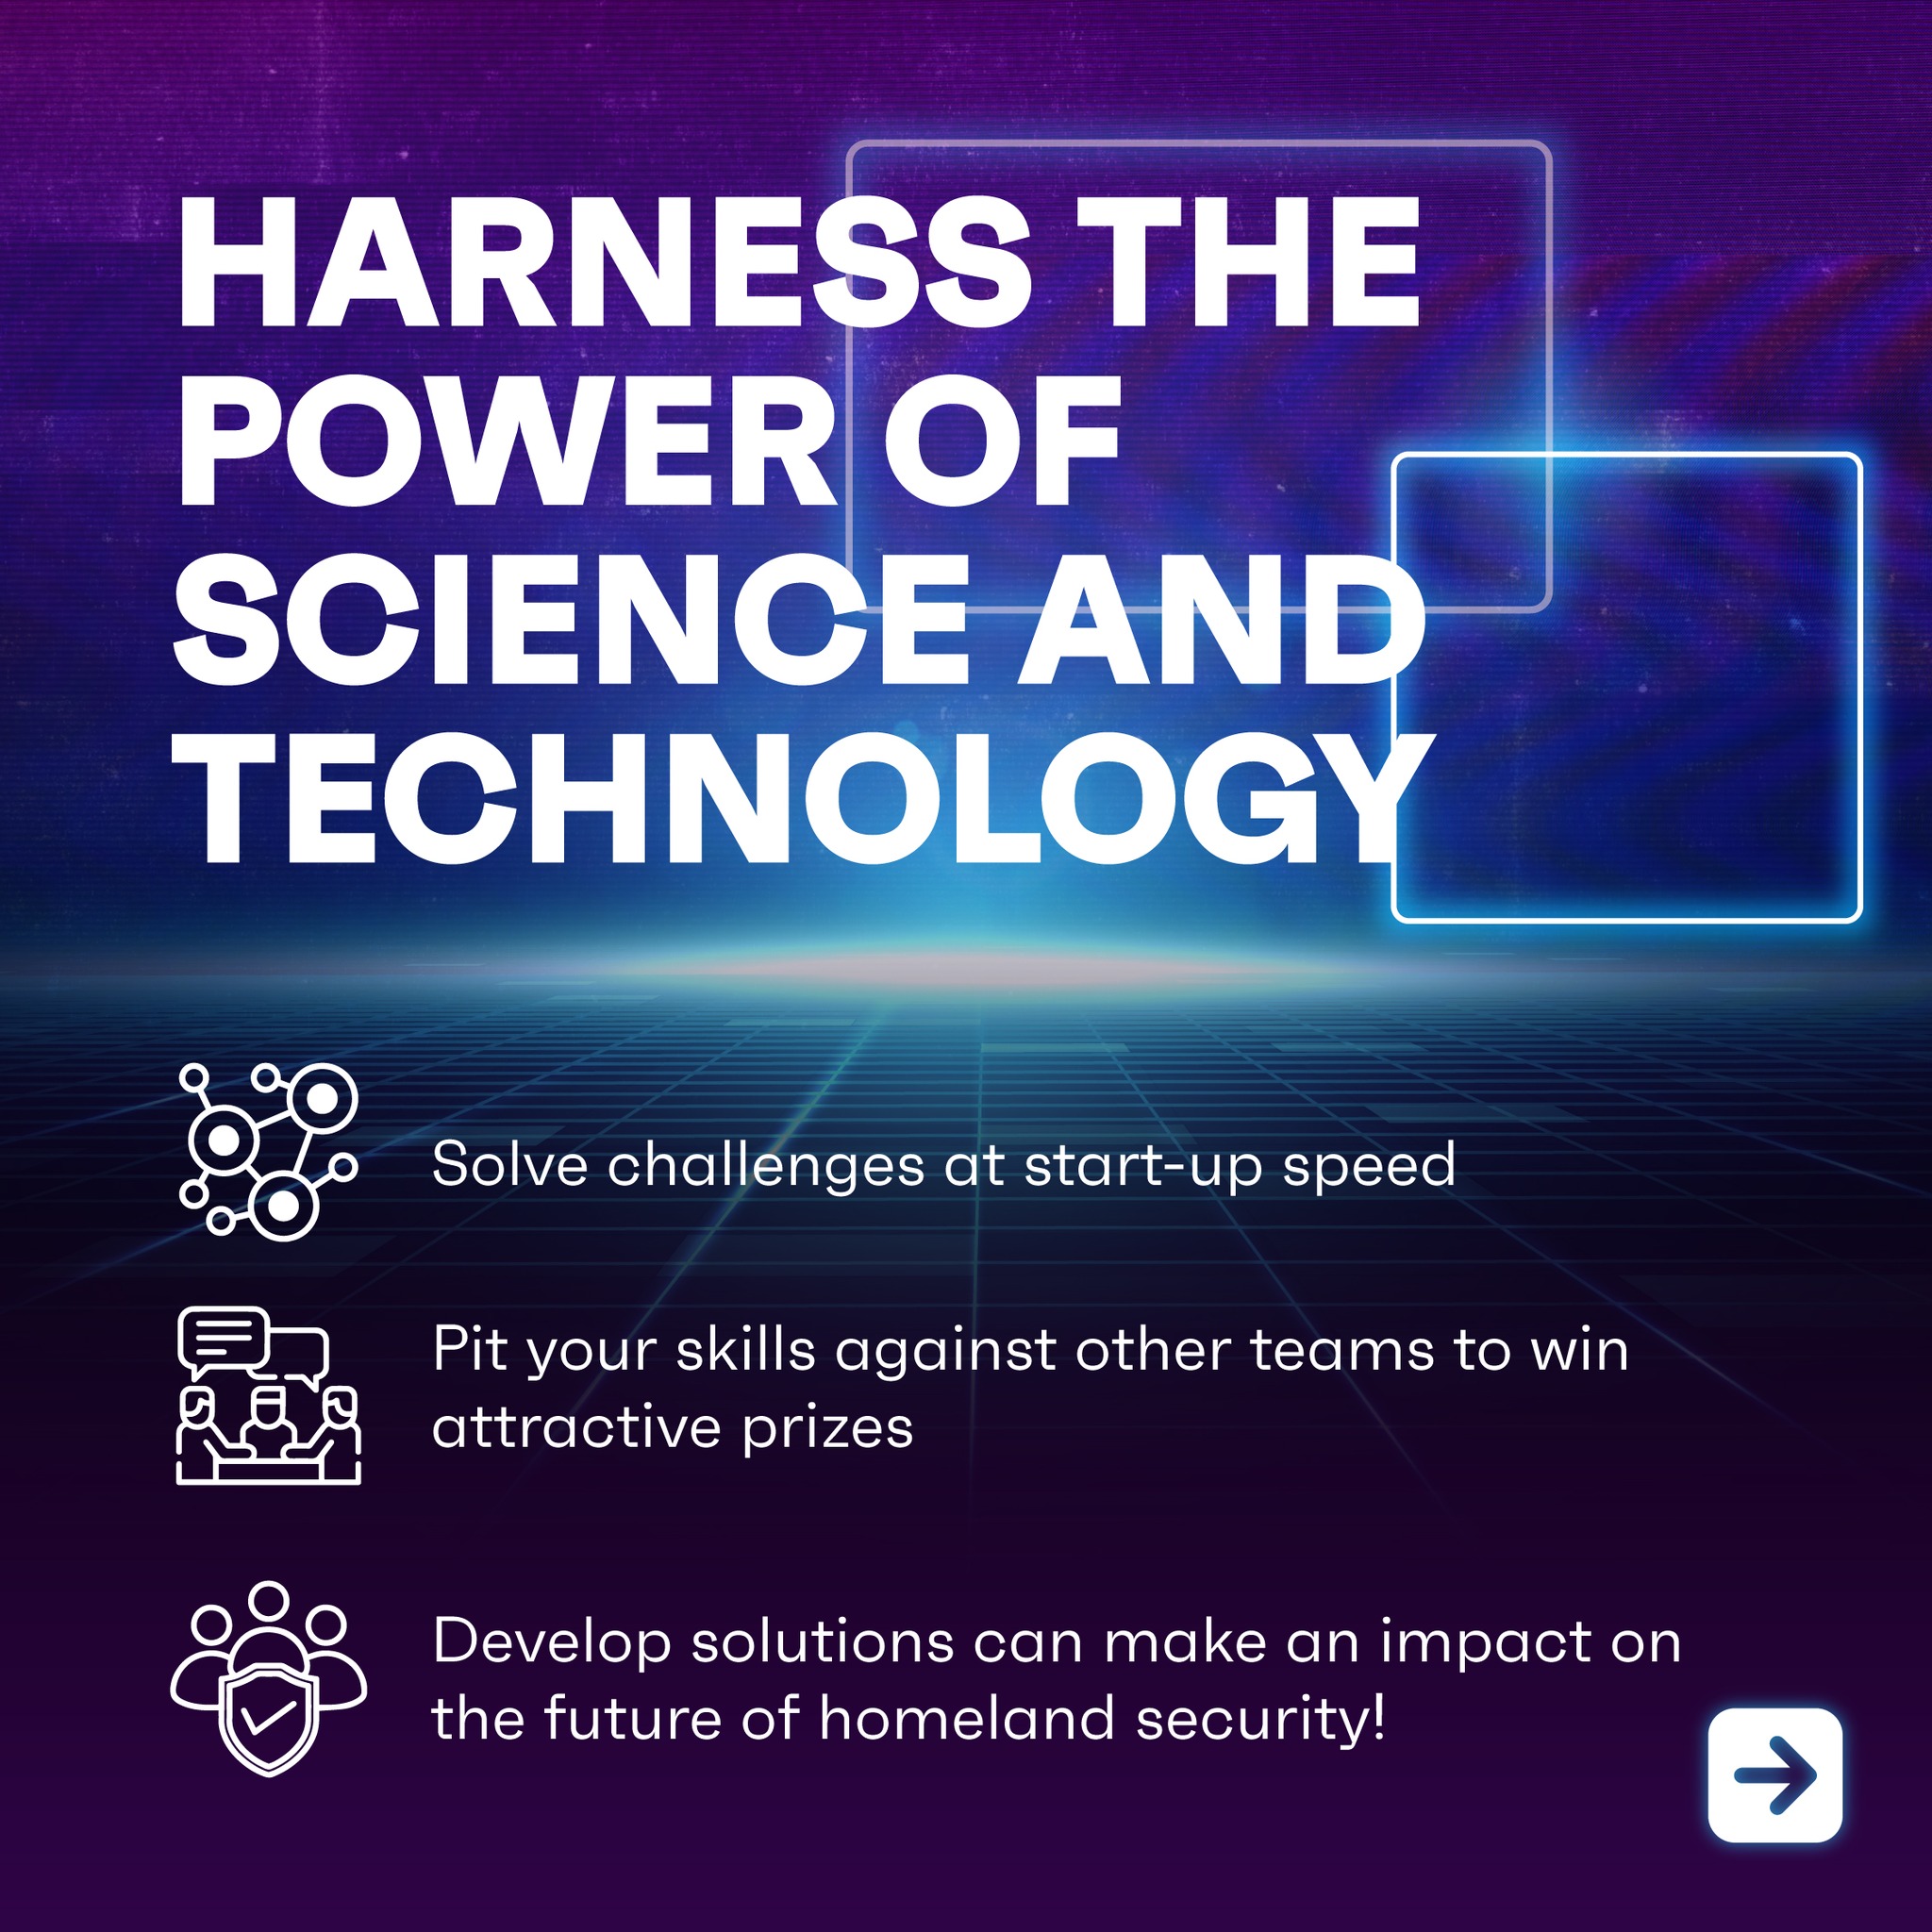 HARNESS THE
POWER OF
SCIENCE AND
TECHNOLOGY
Solve challenges at start-up speed
Pit your skills against other teams to win
attractive prizes
Develop solutions can make an impact on
the future of homeland security!